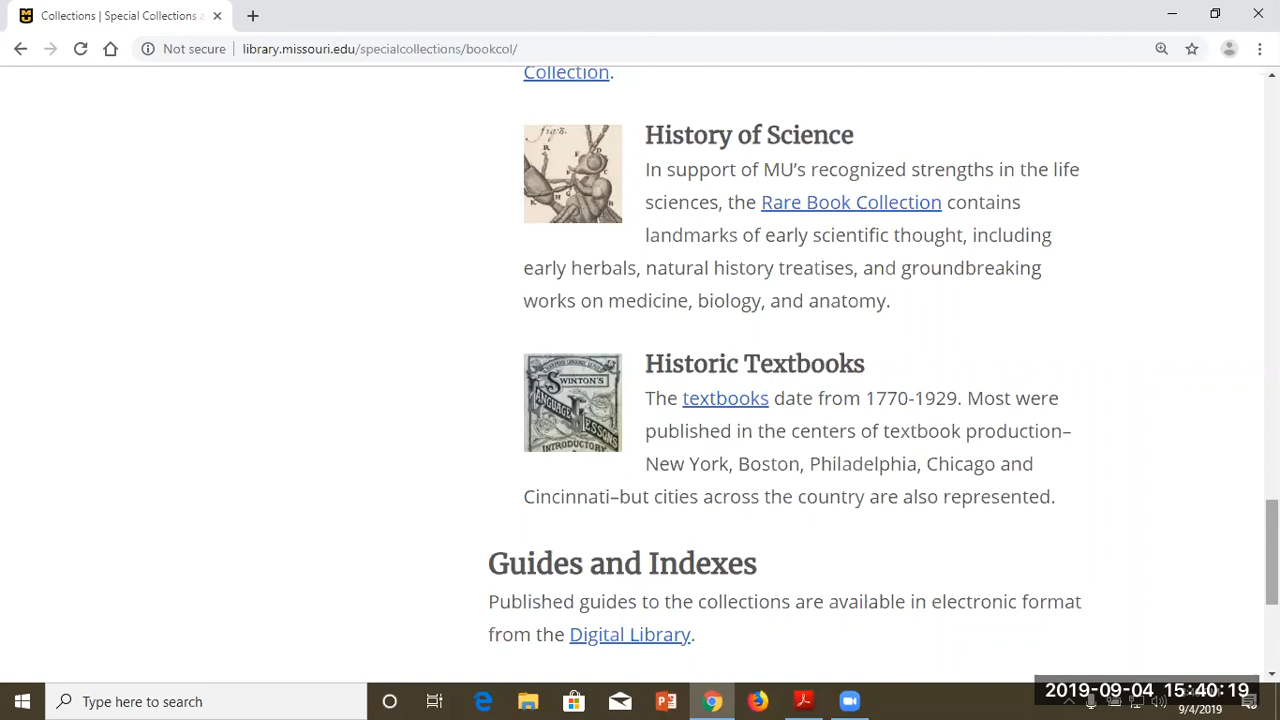 Collections | Special Collections a
Not secure
library.missouri.edu/specialcollections/bookcol/
Collection.
History of Science
In support of MU's recognized strengths in the life
sciences, the Rare Book Collection contains
landmarks of early scientific thought, including
early herbals, natural history treatises, and groundbreaking
works on medicine, biology, and anatomy.
fig:
SWINTON'S
LANGUAGE LESSONS
INTRODUCTORY
Historic Textbooks
The textbooks date from 1770-1929. Most were
published in the centers of textbook production–
New York, Boston, Philadelphia, Chicago and
Cincinnati–but cities across the country are also represented.
Guides and Indexes
Published guides to the collections are available in electronic format
from the Digital Library.
Type here to search
2019-09-04 15:40:19
9/4/2019